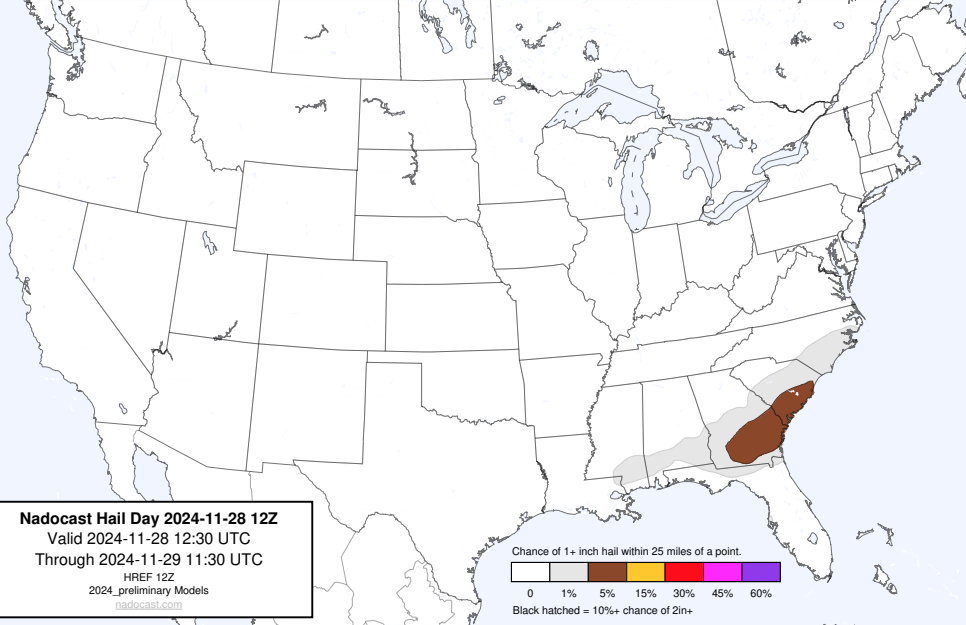 Nadocast Hail Day 2024-11-28 12Z
Valid 2024-11-28 12:30 UTC
Through 2024-11-29 11:30 UTC
HREF 12Z
2024_preliminary Models
nadocast.com
Chance of 1+ inch hail within 25 miles of a point.
0 1% 5% 15% 30% 45% 60%
Black hatched = 10%+ chance of 2in+